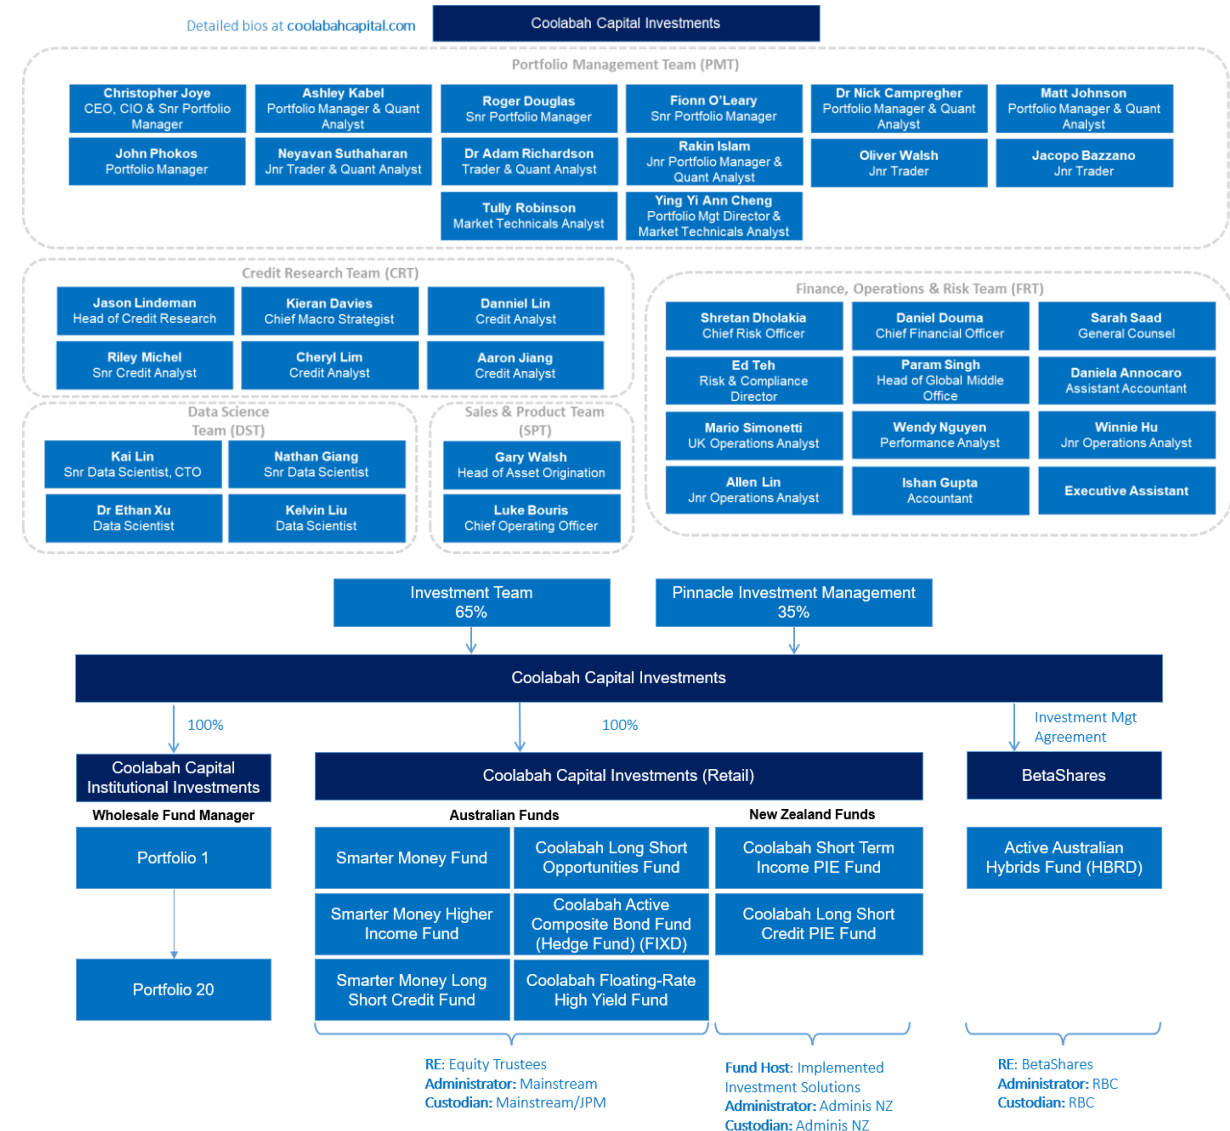 Detailed bios at coolabahcapital.com
Coolabah Capital Investments
Portfolio Management Team (PMT)
Christopher Joye
CEO, CIO & Snr Portfolio
Manager
Ashley Kabel
Portfolio Manager & Quant
Analyst
Roger Douglas
Snr Portfolio Manager
Fionn O'Leary
Snr Portfolio Manager
Dr Nick Campregher
Portfolio Manager & Quant
Analyst
Matt Johnson
Portfolio Manager & Quant
Analyst
John Phokos
Portfolio Manager
Neyavan Suthaharan
Jnr Trader & Quant Analyst
Dr Adam Richardson
Trader & Quant Analyst
Rakin Islam
Jnr Portfolio Manager &
Quant Analyst
Oliver Walsh
Jnr Trader
Jacopo Bazzano
Jnr Trader
Tully Robinson
Market Technicals Analyst
Ying Yi Ann Cheng
Portfolio Mgt Director &
Market Technicals Analyst
Credit Research Team (CRT)
Jason Lindeman
Head of Credit Research
Kieran Davies
Chief Macro Strategist
Danniel Lin
Credit Analyst
Riley Michel
Snr Credit Analyst
Cheryl Lim
Credit Analyst
Aaron Jiang
Credit Analyst
Finance, Operations & Risk Team (FRT)
Shretan Dholakia
Chief Risk Officer
Daniel Douma
Chief Financial Officer
Sarah Saad
General Counsel
Ed Teh
Risk & Compliance
Director
Param Singh
Head of Global Middle
Office
Daniela Annocaro
Assistant Accountant
Mario Simonetti
UK Operations Analyst
Wendy Nguyen
Performance Analyst
Winnie Hu
Jnr Operations Analyst
Allen Lin
Jnr Operations Analyst
Ishan Gupta
Accountant
Executive Assistant
Data Science
Team (DST)
Kai Lin
Snr Data Scientist, CTO
Nathan Giang
Snr Data Scientist
Dr Ethan Xu
Data Scientist
Kelvin Liu
Data Scientist
Sales & Product Team
(SPT)
Gary Walsh
Head of Asset Origination
Luke Bouris
Chief Operating Officer
Investment Team
65%
Pinnacle Investment Management
35%
Coolabah Capital Investments
100%
100%
Investment Mgt
Agreement
Coolabah Capital
Institutional Investments
Coolabah Capital Investments (Retail)
BetaShares
Wholesale Fund Manager
Australian Funds
New Zealand Funds
Portfolio 1
Smarter Money Fund
Coolabah Long Short
Opportunities Fund
Coolabah Short Term
Income PIE Fund
Active Australian
Hybrids Fund (HBRD)
Smarter Money Higher
Income Fund
Coolabah Active
Composite Bond Fund
(Hedge Fund) (FIXD)
Coolabah Long Short
Credit PIE Fund
Portfolio 20
Smarter Money Long
Short Credit Fund
Coolabah Floating-Rate
High Yield Fund
RE: Equity Trustees
Administrator: Mainstream
Custodian: Mainstream/JPM
Fund Host: Implemented
Investment Solutions
Administrator: Adminis NZ
Custodian: Adminis NZ
RE: BetaShares
Administrator: RBC
Custodian: RBC